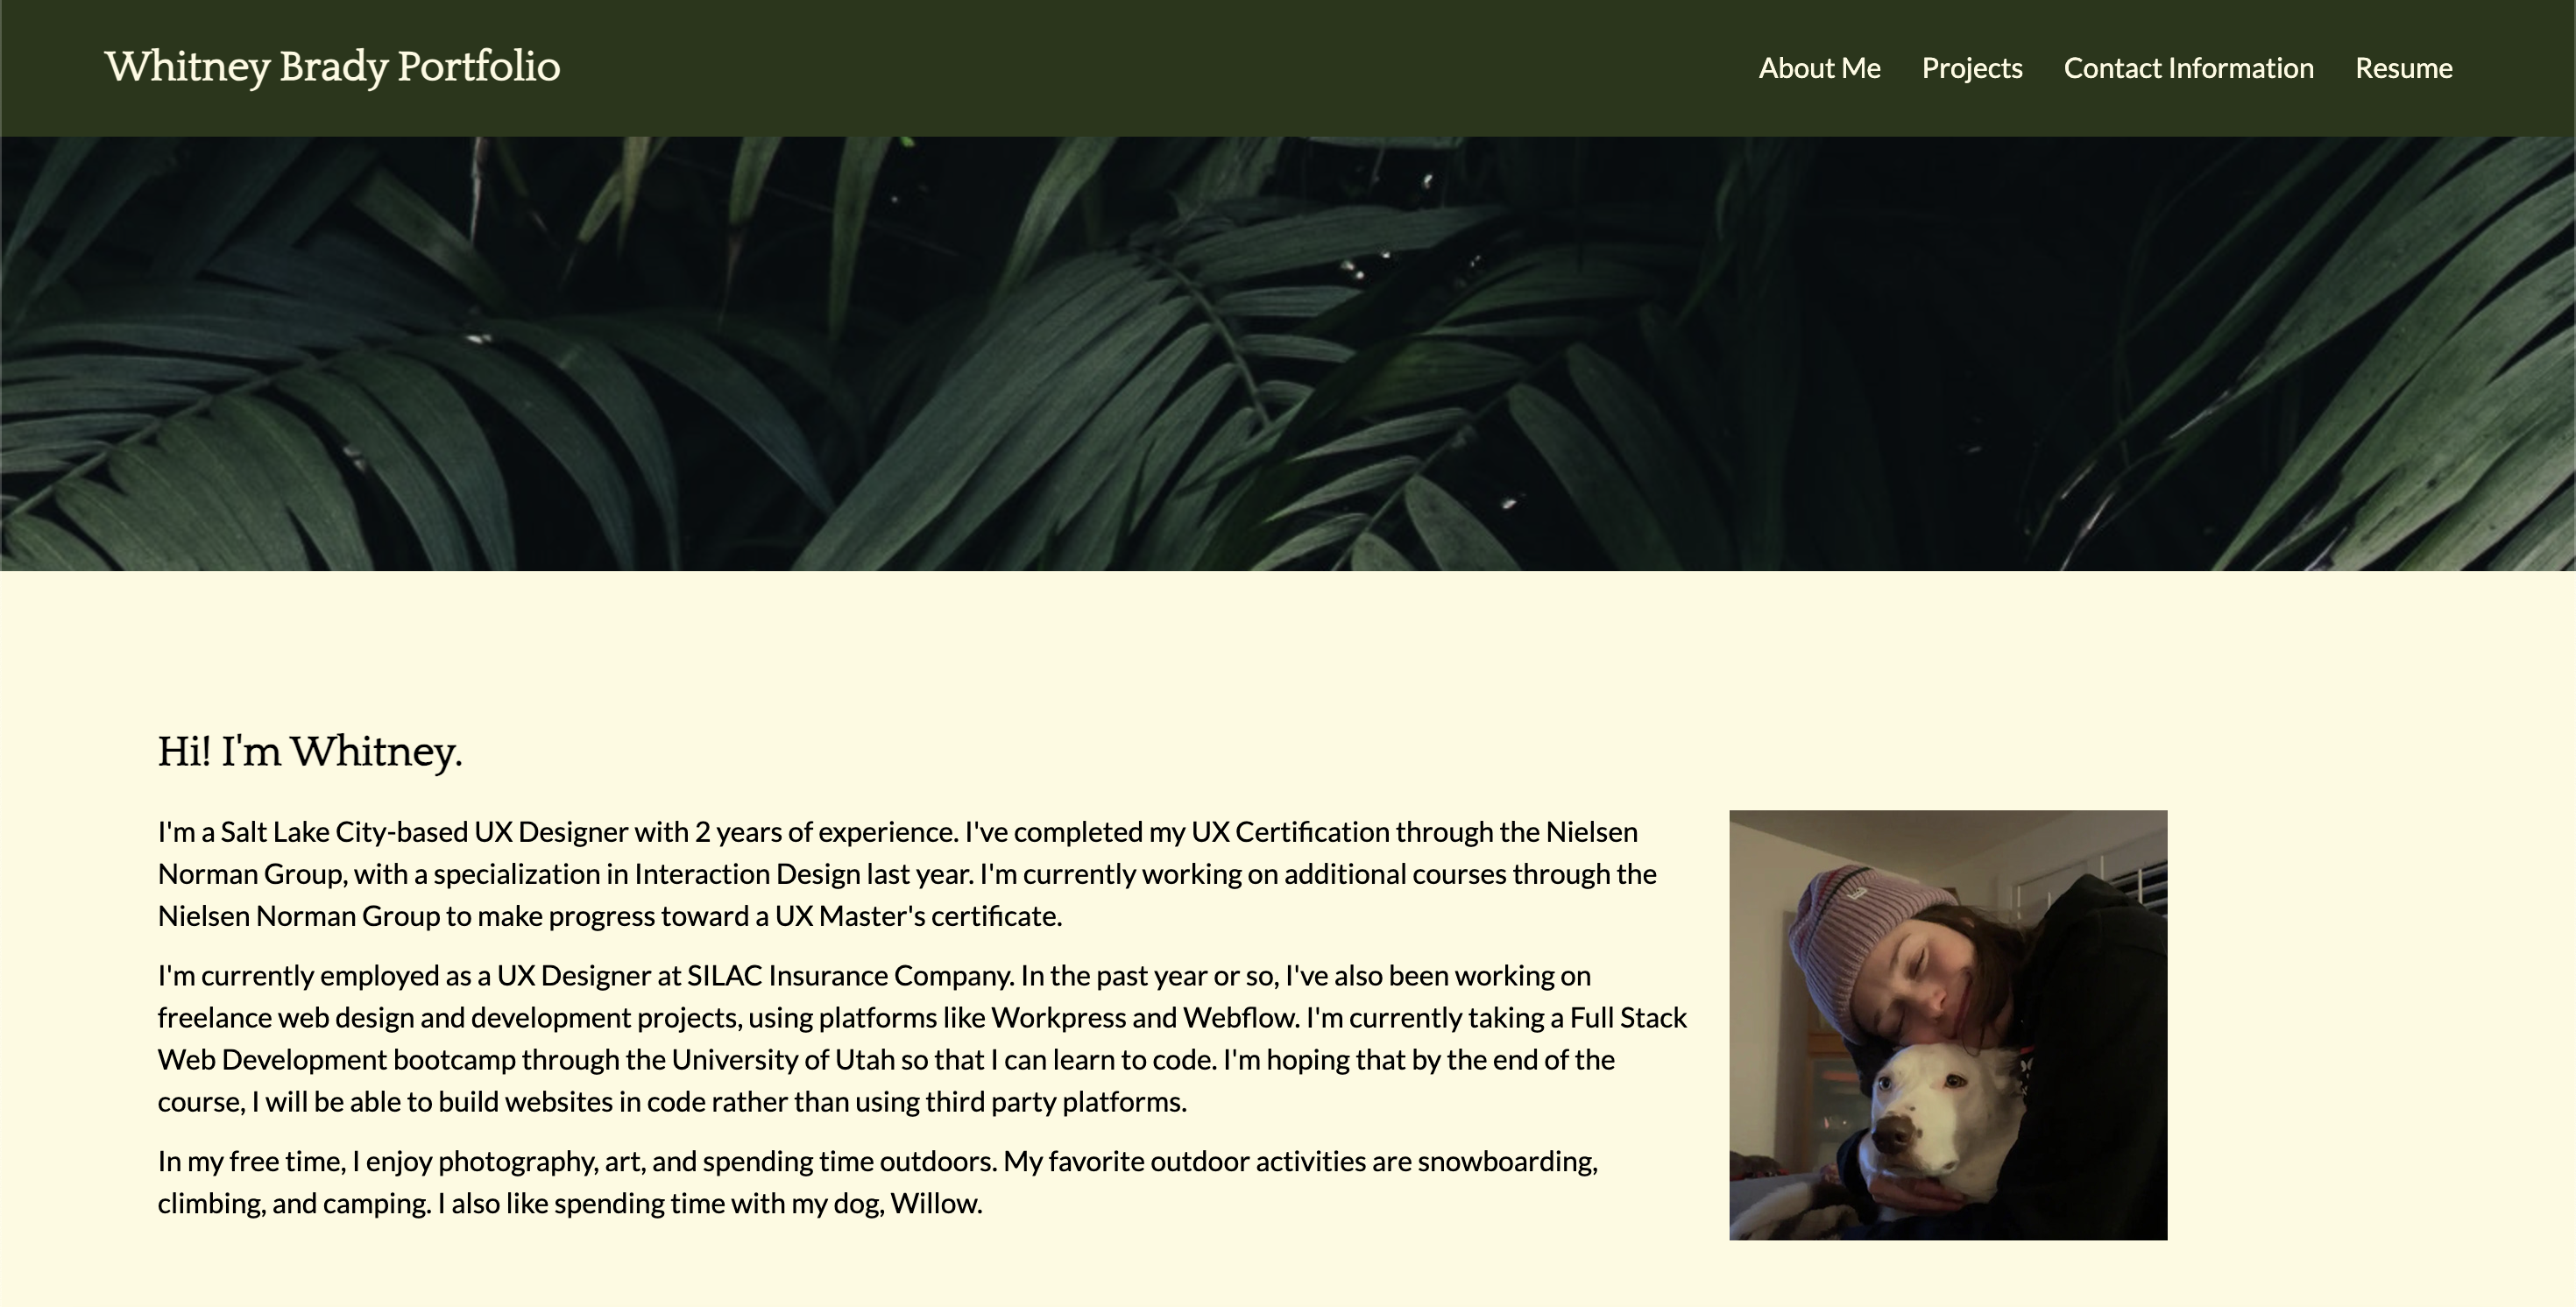 Whitney Brady Portfolio
About Me Projects Contact Information Resume
Hi! I'm Whitney.
I'm a Salt Lake City-based UX Designer with 2 years of experience. I've completed my UX Certification through the Nielsen
Norman Group, with a specialization in Interaction Design last year. I'm currently working on additional courses through the
Nielsen Norman Group to make progress toward a UX Master's certificate.
I'm currently employed as a UX Designer at SILAC Insurance Company. In the past year or so, I've also been working on
freelance web design and development projects, using platforms like Workpress and Webflow. I'm currently taking a Full Stack
Web Development bootcamp through the University of Utah so that I can learn to code. I'm hoping that by the end of the
course, I will be able to build websites in code rather than using third party platforms.
In my free time, I enjoy photography, art, and spending time outdoors. My favorite outdoor activities are snowboarding,
climbing, and camping. I also like spending time with my dog, Willow.